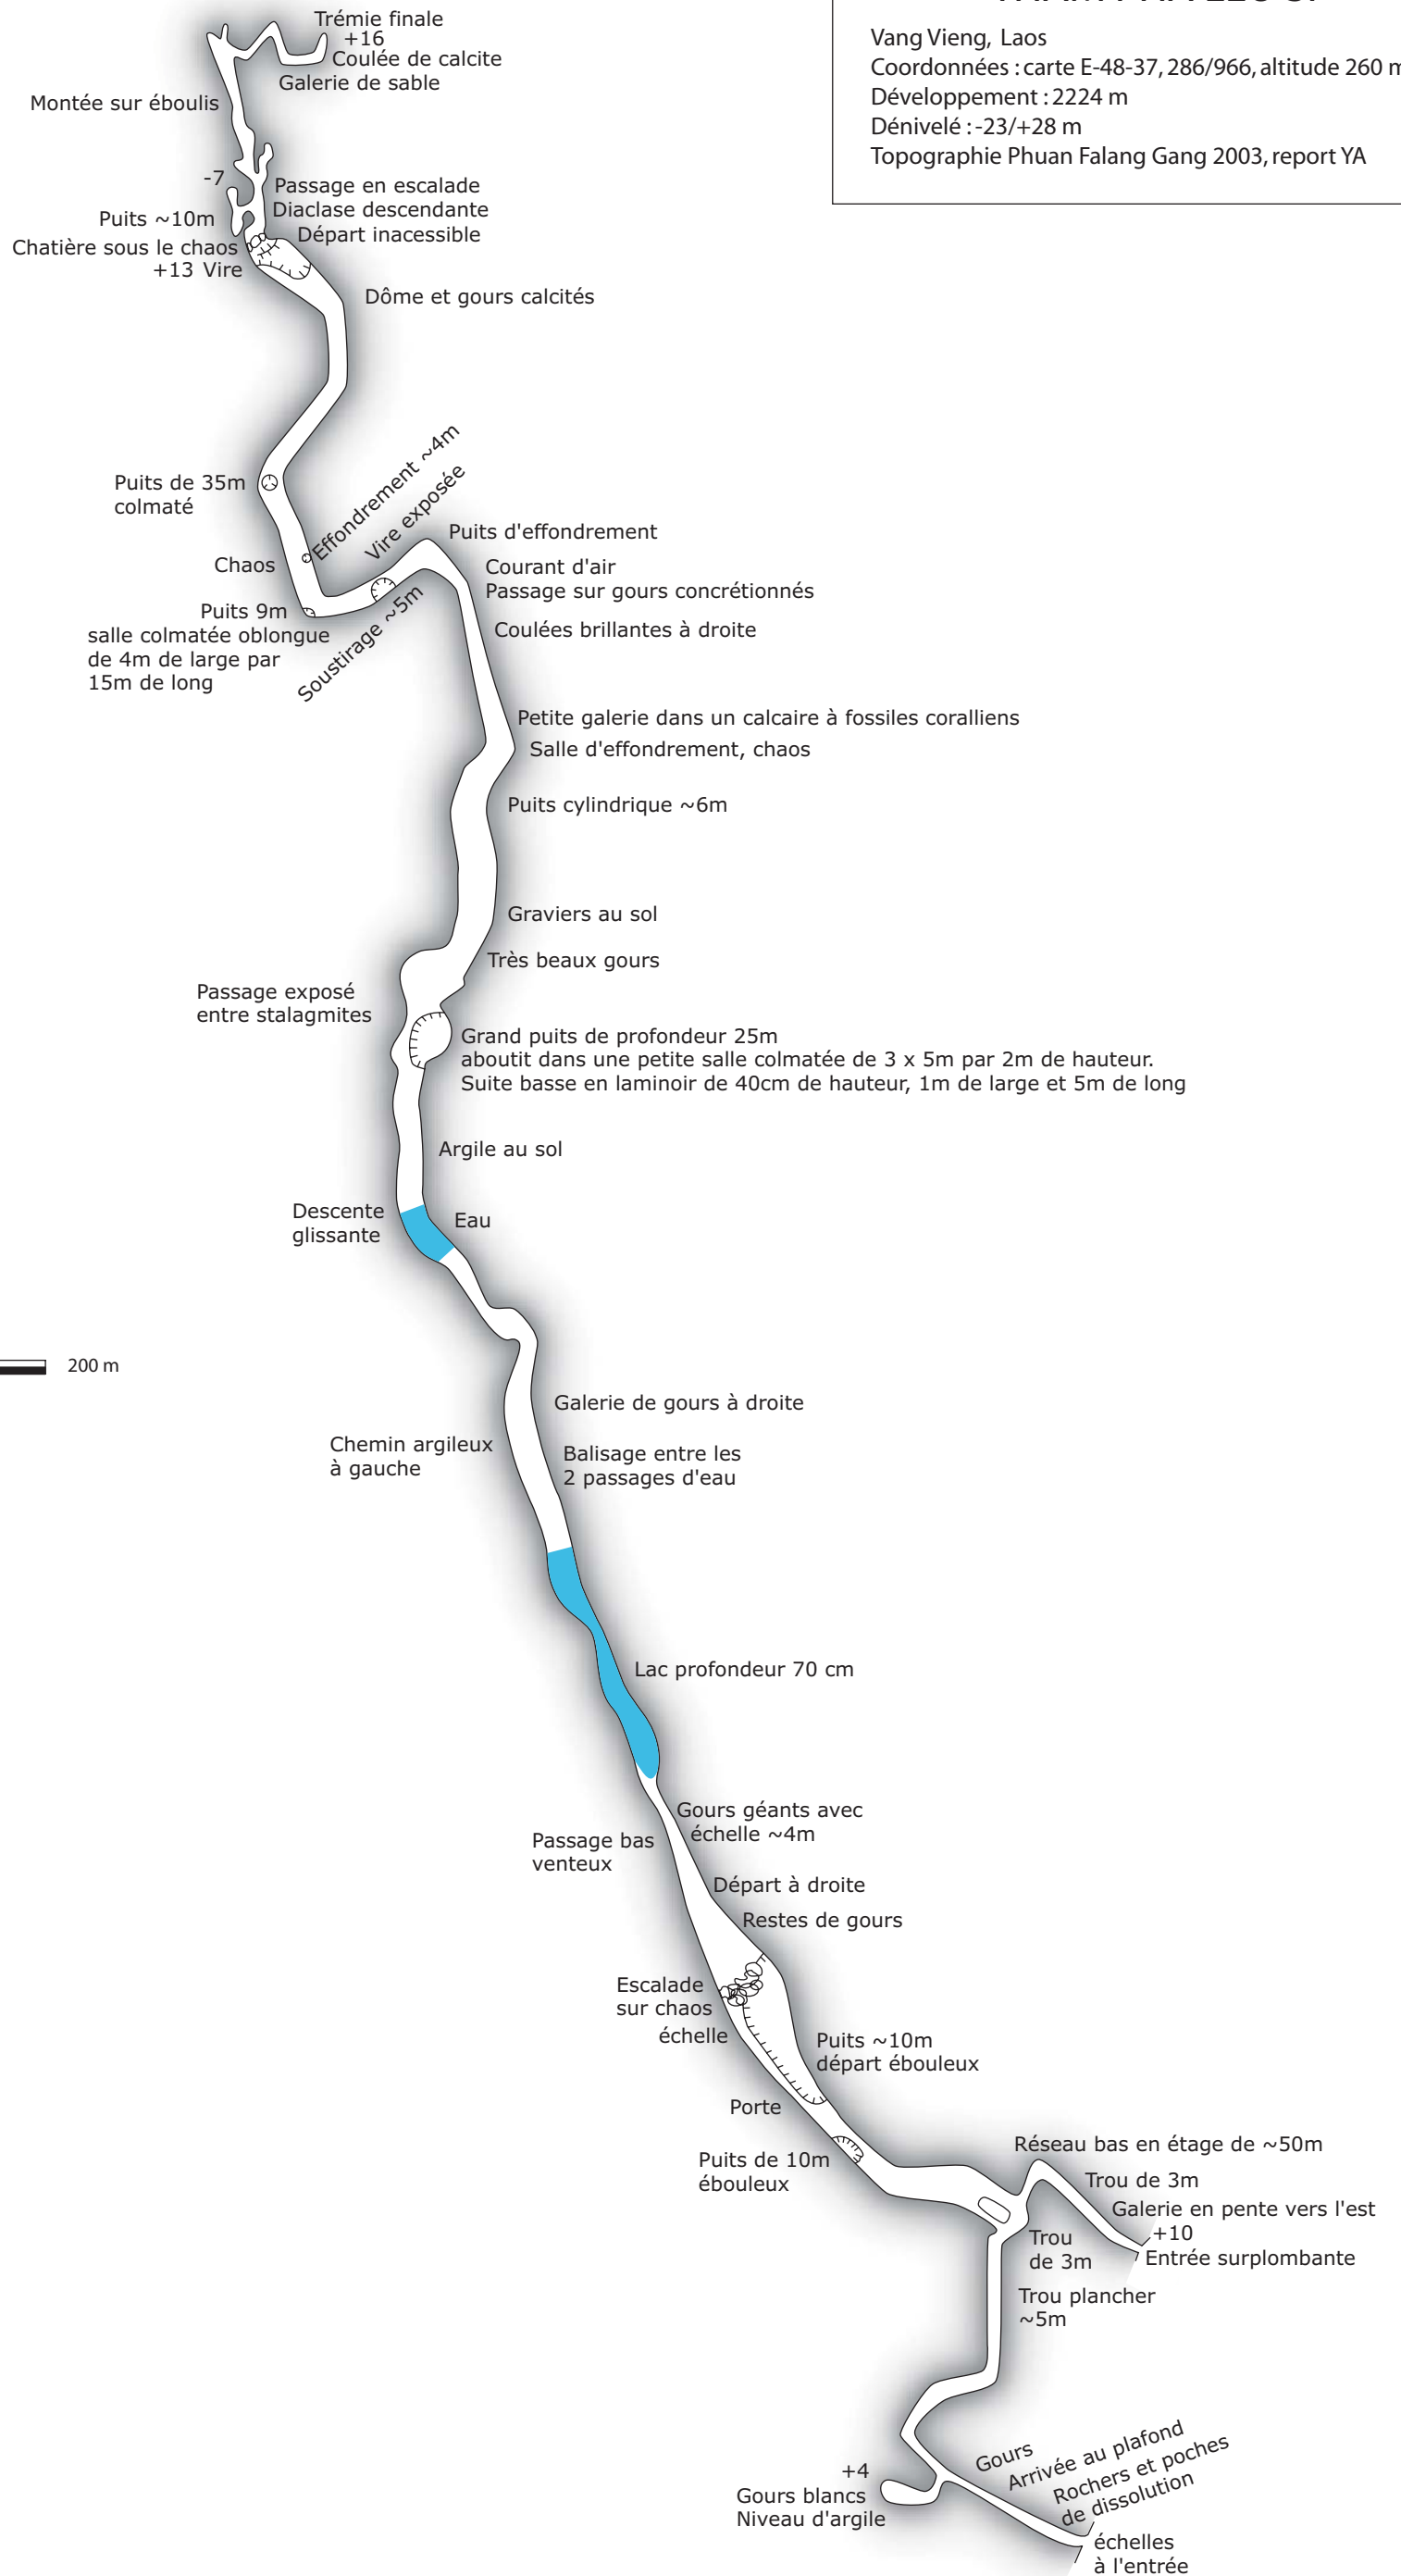 Vang Vieng, Laos
Coordonnées : carte E-48-37, 286/966, altitude 260 m
Développement : 2224 m
Dénivelé : -23/+28 m
Topographie Phuan Falang Gang 2003, report YA
Trémie finale
+16
Coulée de calcite
Galerie de sable
Montée sur éboulis
-7
Passage en escalade
Diaclase descendante
Départ inacessible
Puits ~10m
Chatière sous le chaos
+13 Vire
Dôme et gours calcités
Puits de 35m
colmaté
Effondrement ~4m
Vire exposée
Puits d'effondrement
Chaos
Courant d'air
Passage sur gours concrétionnés
Puits 9m
salle colmatée oblongue
de 4m de large par
15m de long
Soustirage ~5m
Coulées brillantes à droite
Petite galerie dans un calcaire à fossiles coralliens
Salle d'effondrement, chaos
Puits cylindrique ~6m
Graviers au sol
Très beaux gours
Passage exposé
entre stalagmites
Grand puits de profondeur 25m
aboutit dans une petite salle colmatée de 3 x 5m par 2m de hauteur.
Suite basse en laminoir de 40cm de hauteur, 1m de large et 5m de long
Argile au sol
Descente
glissante
Eau
200 m
Galerie de gours à droite
Chemin argileux
à gauche
Balisage entre les
2 passages d'eau
Lac profondeur 70 cm
Gours géants avec
échelle ~4m
Passage bas
venteux
Départ à droite
Restes de gours
Escalade
sur chaos
échelle
Puits ~10m
départ ébouleux
Porte
Puits de 10m
ébouleux
Réseau bas en étage de ~50m
Trou de 3m
Galerie en pente vers l'est
+10
Entrée surplombante
Trou
de 3m
Trou plancher
~5m
Gours
Arrivée au plafond
Rochers et poches
de dissolution
+4
Gours blancs
Niveau d'argile
échelles
à l'entrée